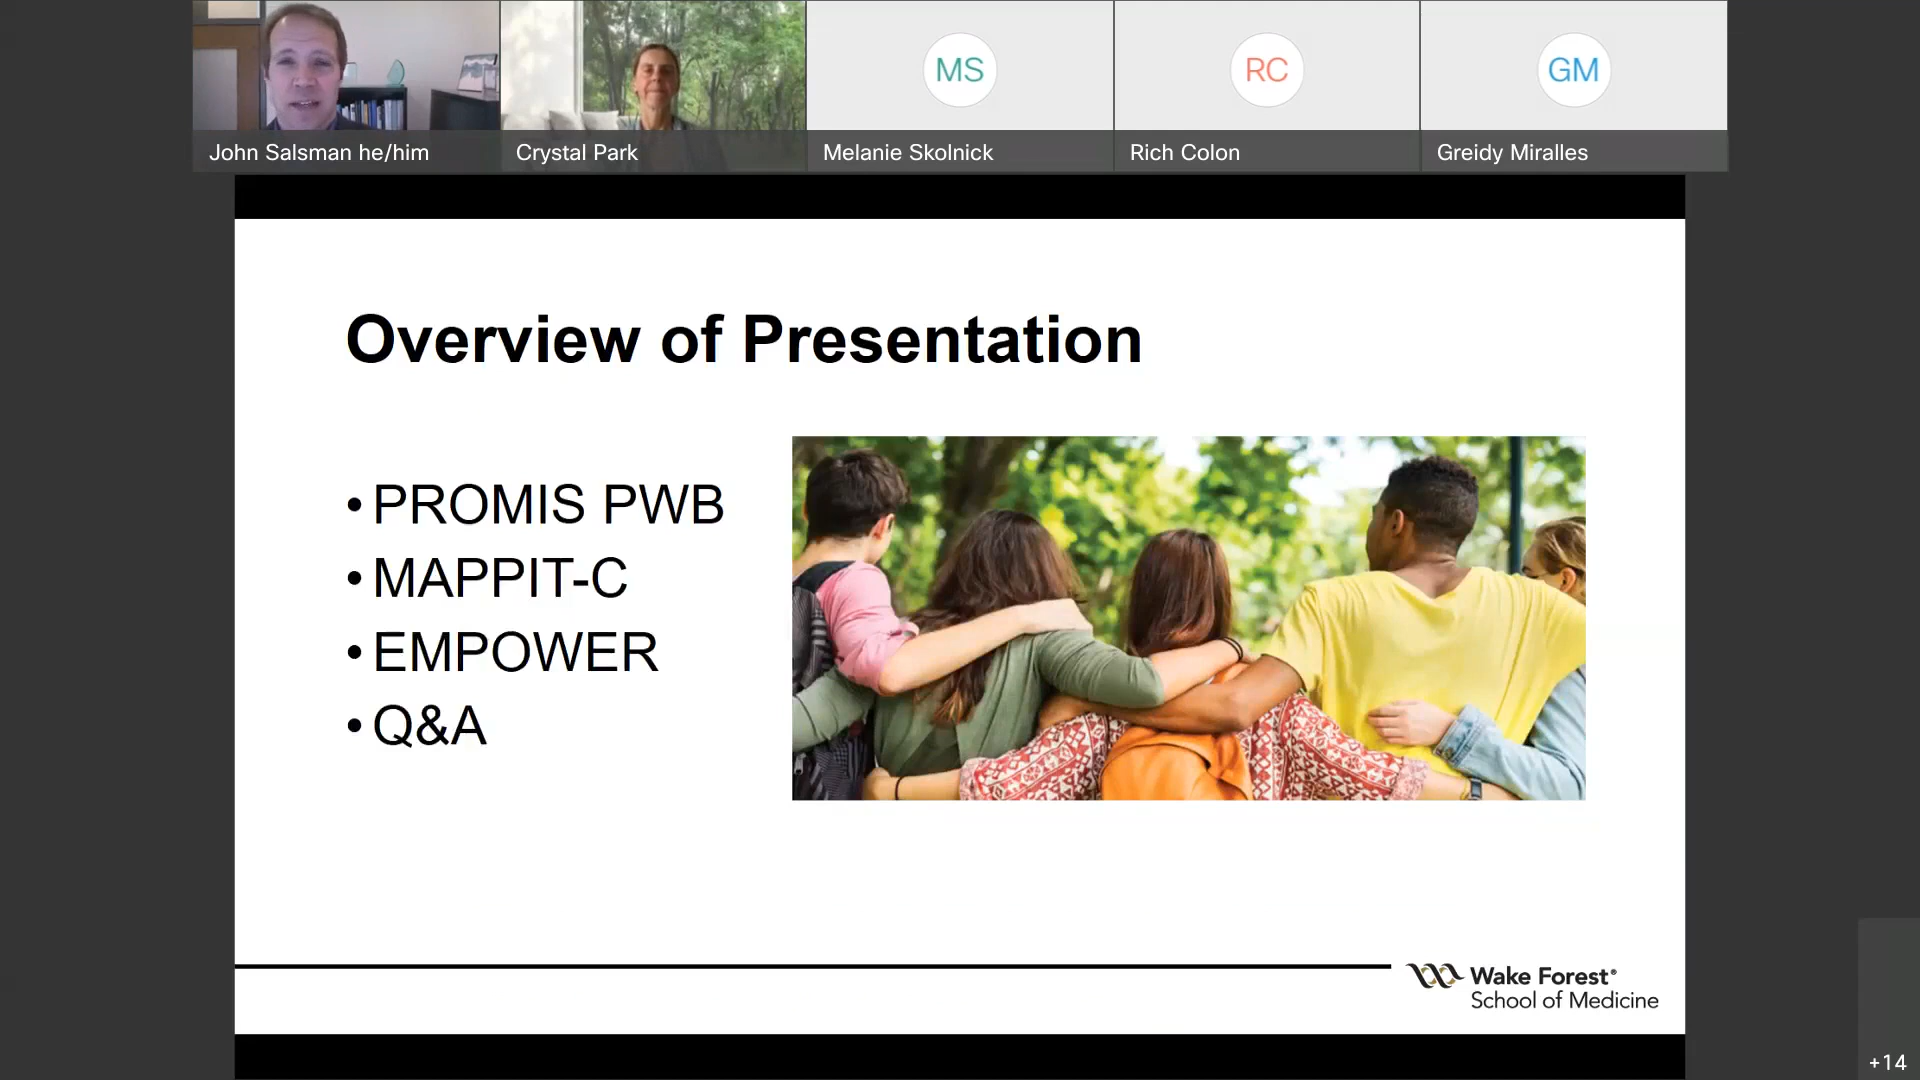 MS
RC
GM
John Salsman he/him
Crystal Park
Melanie Skolnick
Rich Colon
Greidy Miralles
Overview of Presentation
• PROMIS PWB
• MAPPIT-C
• EMPOWER
• Q&A
Wake Forest®
School of Medicine
+14